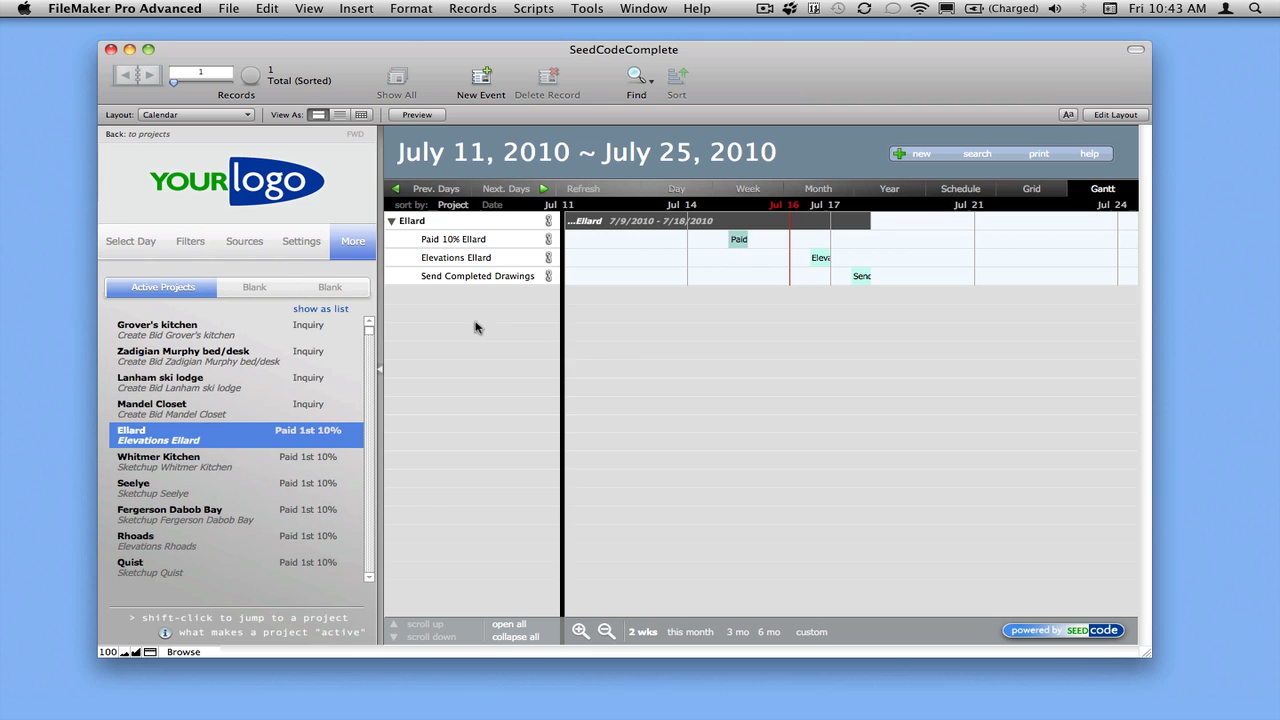 FileMaker Pro Advanced File Edit View Insert Format Records Scripts Tools Window Help (Charged) Fri 10:43 AM
SeedCodeComplete
1 1
Total (Sorted)
Records Show All New Event Delete Record Find Sort
Layout: Calendar View As: Preview Aa Edit Layout
Back: to projects FWD
YOURlogo
July 11, 2010 ~ July 25, 2010
new search print help
Prev. Days Next. Days Refresh Day Week Month Year Schedule Grid Gantt
sort by: Project Date Jul 11 Jul 14 Jul 16 Jul 17 Jul 21 Jul 24
Ellard ...Ellard 7/9/2010 - 7/18/2010
Paid 10% Ellard Paid
Elevations Ellard Eleva
Send Completed Drawings Senc
Select Day Filters Sources Settings More
Active Projects Blank Blank
show as list
Grover's kitchen Inquiry
Create Bid Grover's kitchen
Zadigian Murphy bed/desk Inquiry
Create Bid Zadigian Murphy bed/desk
Lanham ski lodge Inquiry
Create Bid Lanham ski lodge
Mandel Closet Inquiry
Create Bid Mandel Closet
Ellard Paid 1st 10%
Elevations Ellard
Whitmer Kitchen Paid 1st 10%
Sketchup Whitmer Kitchen
Seelye Paid 1st 10%
Sketchup Seelye
Fergerson Dabob Bay Paid 1st 10%
Sketchup Fergerson Dabob Bay
Rhoads Paid 1st 10%
Elevations Rhoads
Quist Paid 1st 10%
Sketchup Quist
> shift-click to jump to a project
what makes a project "active"
scroll up open all
scroll down collapse all
2 wks this month 3 mo 6 mo custom
powered by SEEDcode
100 Browse